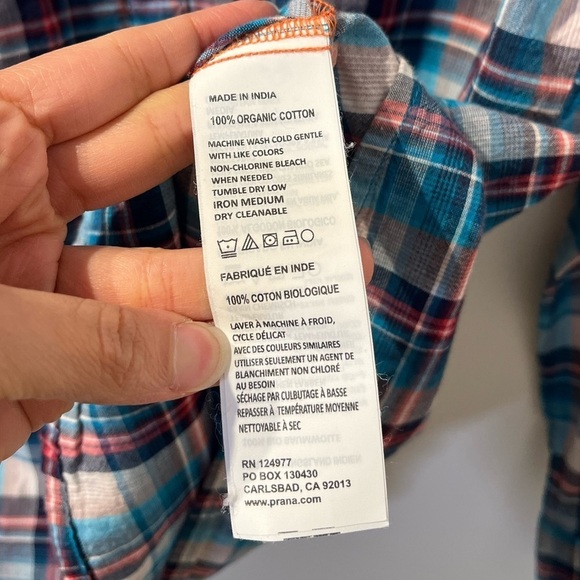 MADE IN INDIA
100% ORGANIC COTTON
MACHINE WASH COLD GENTLE
WITH LIKE COLORS
NON-CHLORINE BLEACH
WHEN NEEDED
TUMBLE DRY LOW
IRON MEDIUM
DRY CLEANABLE
FABRIQUÉ EN INDE
100% COTON BIOLOGIQUE
LAVER À MACHINE À FROID,
CYCLE DÉLICAT
AVEC DES COULEURS SIMILAIRES
UTILISER SEULEMENT UN AGENT DE
BLANCHIMENT NON CHLORÉ
AU BESOIN
SÉCHAGE PAR CULBUTAGE À BASSE
REPASSER À TEMPÉRATURE MOYENNE
NETTOYABLE À SEC
RN 124977
PO BOX 130430
CARLSBAD, CA 92013
www.prana.com